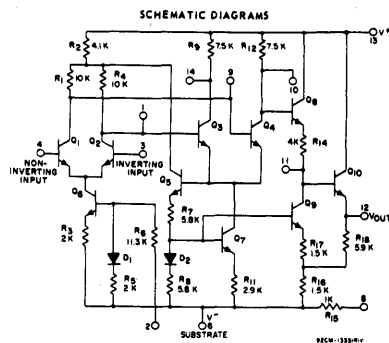 SCHEMATIC DIAGRAMS
R2 4.1K
R9 7.5K
R12 7.5K
V+
13
R1 10K
R4 10K
14
9
10
1
Q8
4
Q1
Q2
3
Q3
Q4
4K R14
NON-INVERTING INPUT
INVERTING INPUT
11
Q10
Q6
Q5
12
VOUT
R7 5.8K
Q9
R3 2K
R6 11.3K
Q7
R17 1.5K
R18 5.9K
D1
D2
R5 2K
R8 5.8K
R11 2.9K
R16 1.5K
1K
R15
8
2
V-
6
SUBSTRATE
92CM-13331R1V